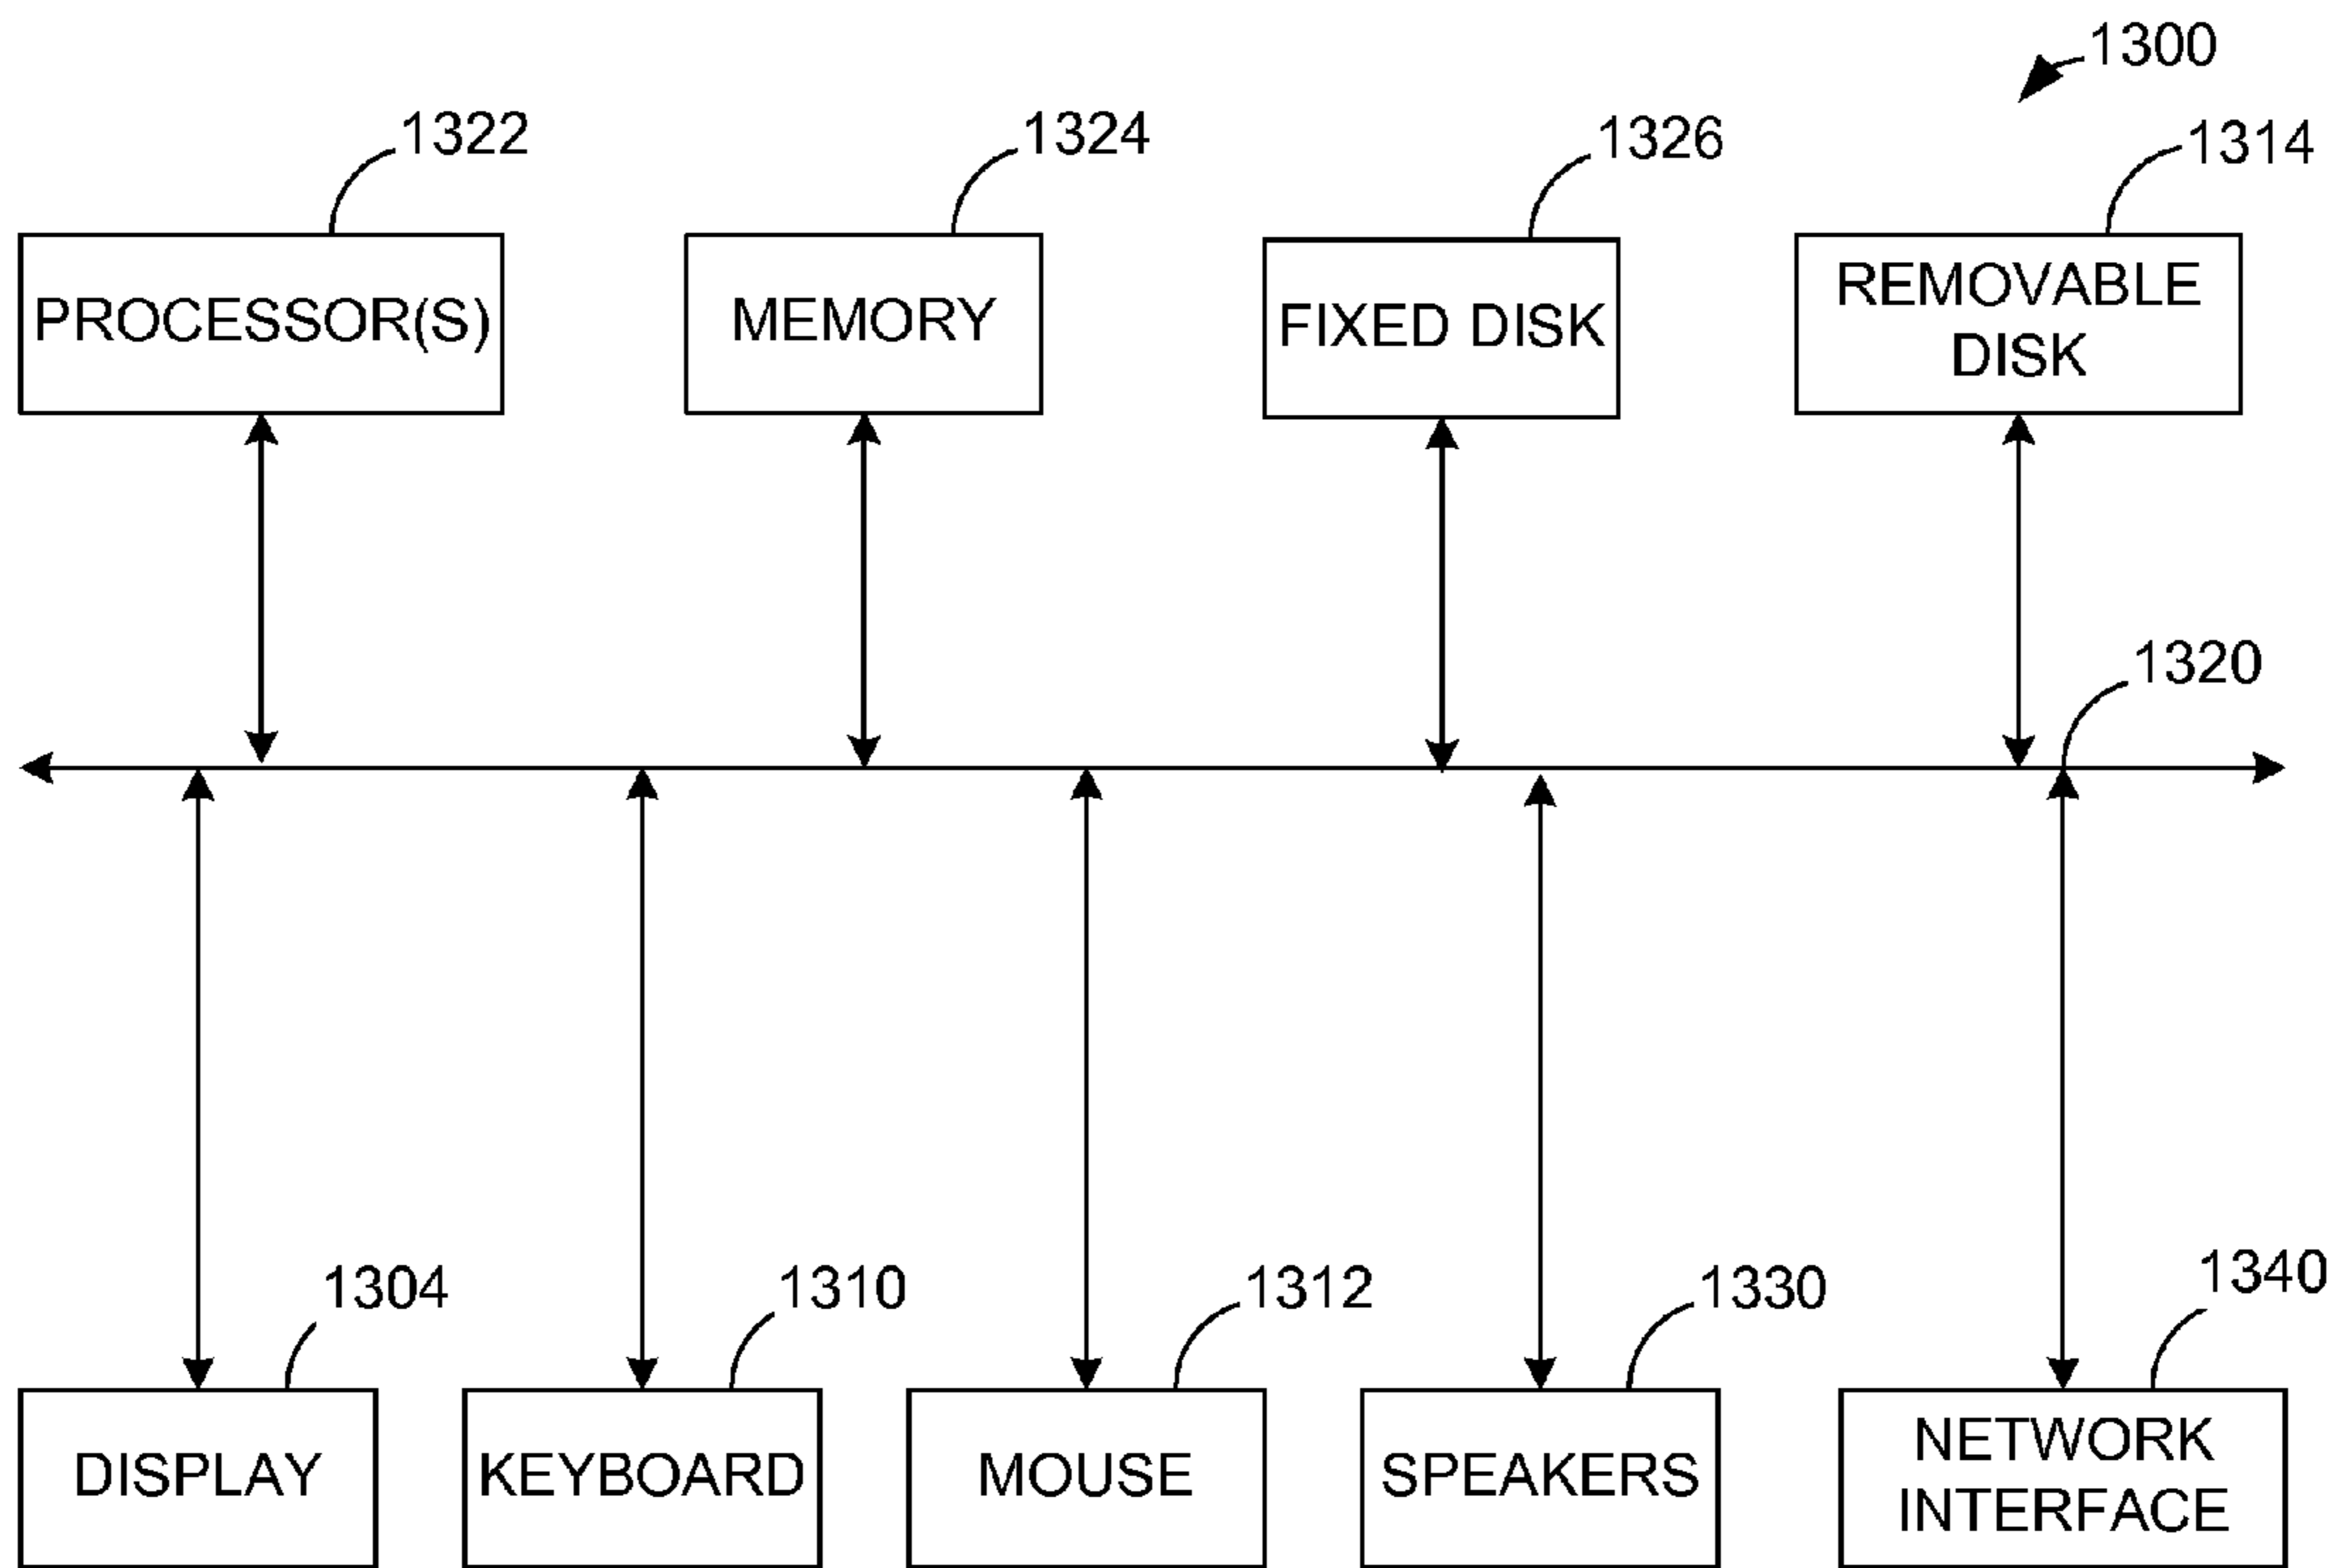 1300
1322
1324
1326
1314
PROCESSOR(S)
MEMORY
FIXED DISK
REMOVABLE
DISK
1320
1304
1310
1312
1330
1340
DISPLAY
KEYBOARD
MOUSE
SPEAKERS
NETWORK
INTERFACE